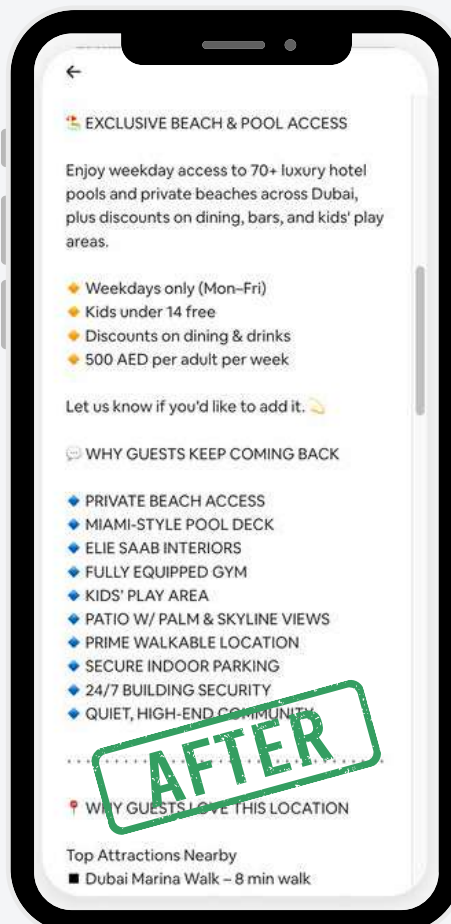 ←
🏖️ EXCLUSIVE BEACH & POOL ACCESS
Enjoy weekday access to 70+ luxury hotel
pools and private beaches across Dubai,
plus discounts on dining, bars, and kids' play
areas.
🔸 Weekdays only (Mon–Fri)
🔸 Kids under 14 free
🔸 Discounts on dining & drinks
🔸 500 AED per adult per week
Let us know if you'd like to add it. 💫
💬 WHY GUESTS KEEP COMING BACK
🔹 PRIVATE BEACH ACCESS
🔹 MIAMI-STYLE POOL DECK
🔹 ELIE SAAB INTERIORS
🔹 FULLY EQUIPPED GYM
🔹 KIDS' PLAY AREA
🔹 PATIO W/ PALM & SKYLINE VIEWS
🔹 PRIME WALKABLE LOCATION
🔹 SECURE INDOOR PARKING
🔹 24/7 BUILDING SECURITY
🔹 QUIET, HIGH-END COMMUNITY
AFTER
📍 WHY GUESTS LOVE THIS LOCATION
Top Attractions Nearby
◼ Dubai Marina Walk – 8 min walk